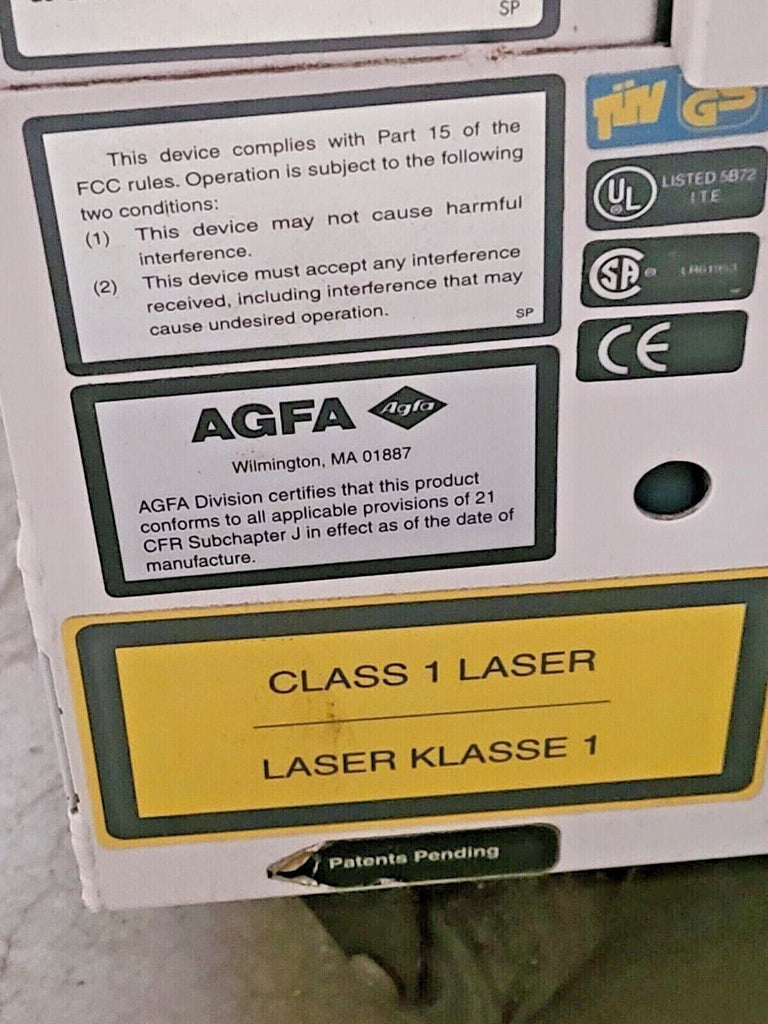 SP
This device complies with Part 15 of the
FCC rules. Operation is subject to the following
two conditions:
(1) This device may not cause harmful
interference.
(2) This device must accept any interference
received, including interference that may
cause undesired operation.
SP
TÜV GS
UL LISTED 5B72
I.T.E
SA
CE
AGFA Agfa
Wilmington, MA 01887
AGFA Division certifies that this product
conforms to all applicable provisions of 21
CFR Subchapter J in effect as of the date of
manufacture.
CLASS 1 LASER
LASER KLASSE 1
Patents Pending